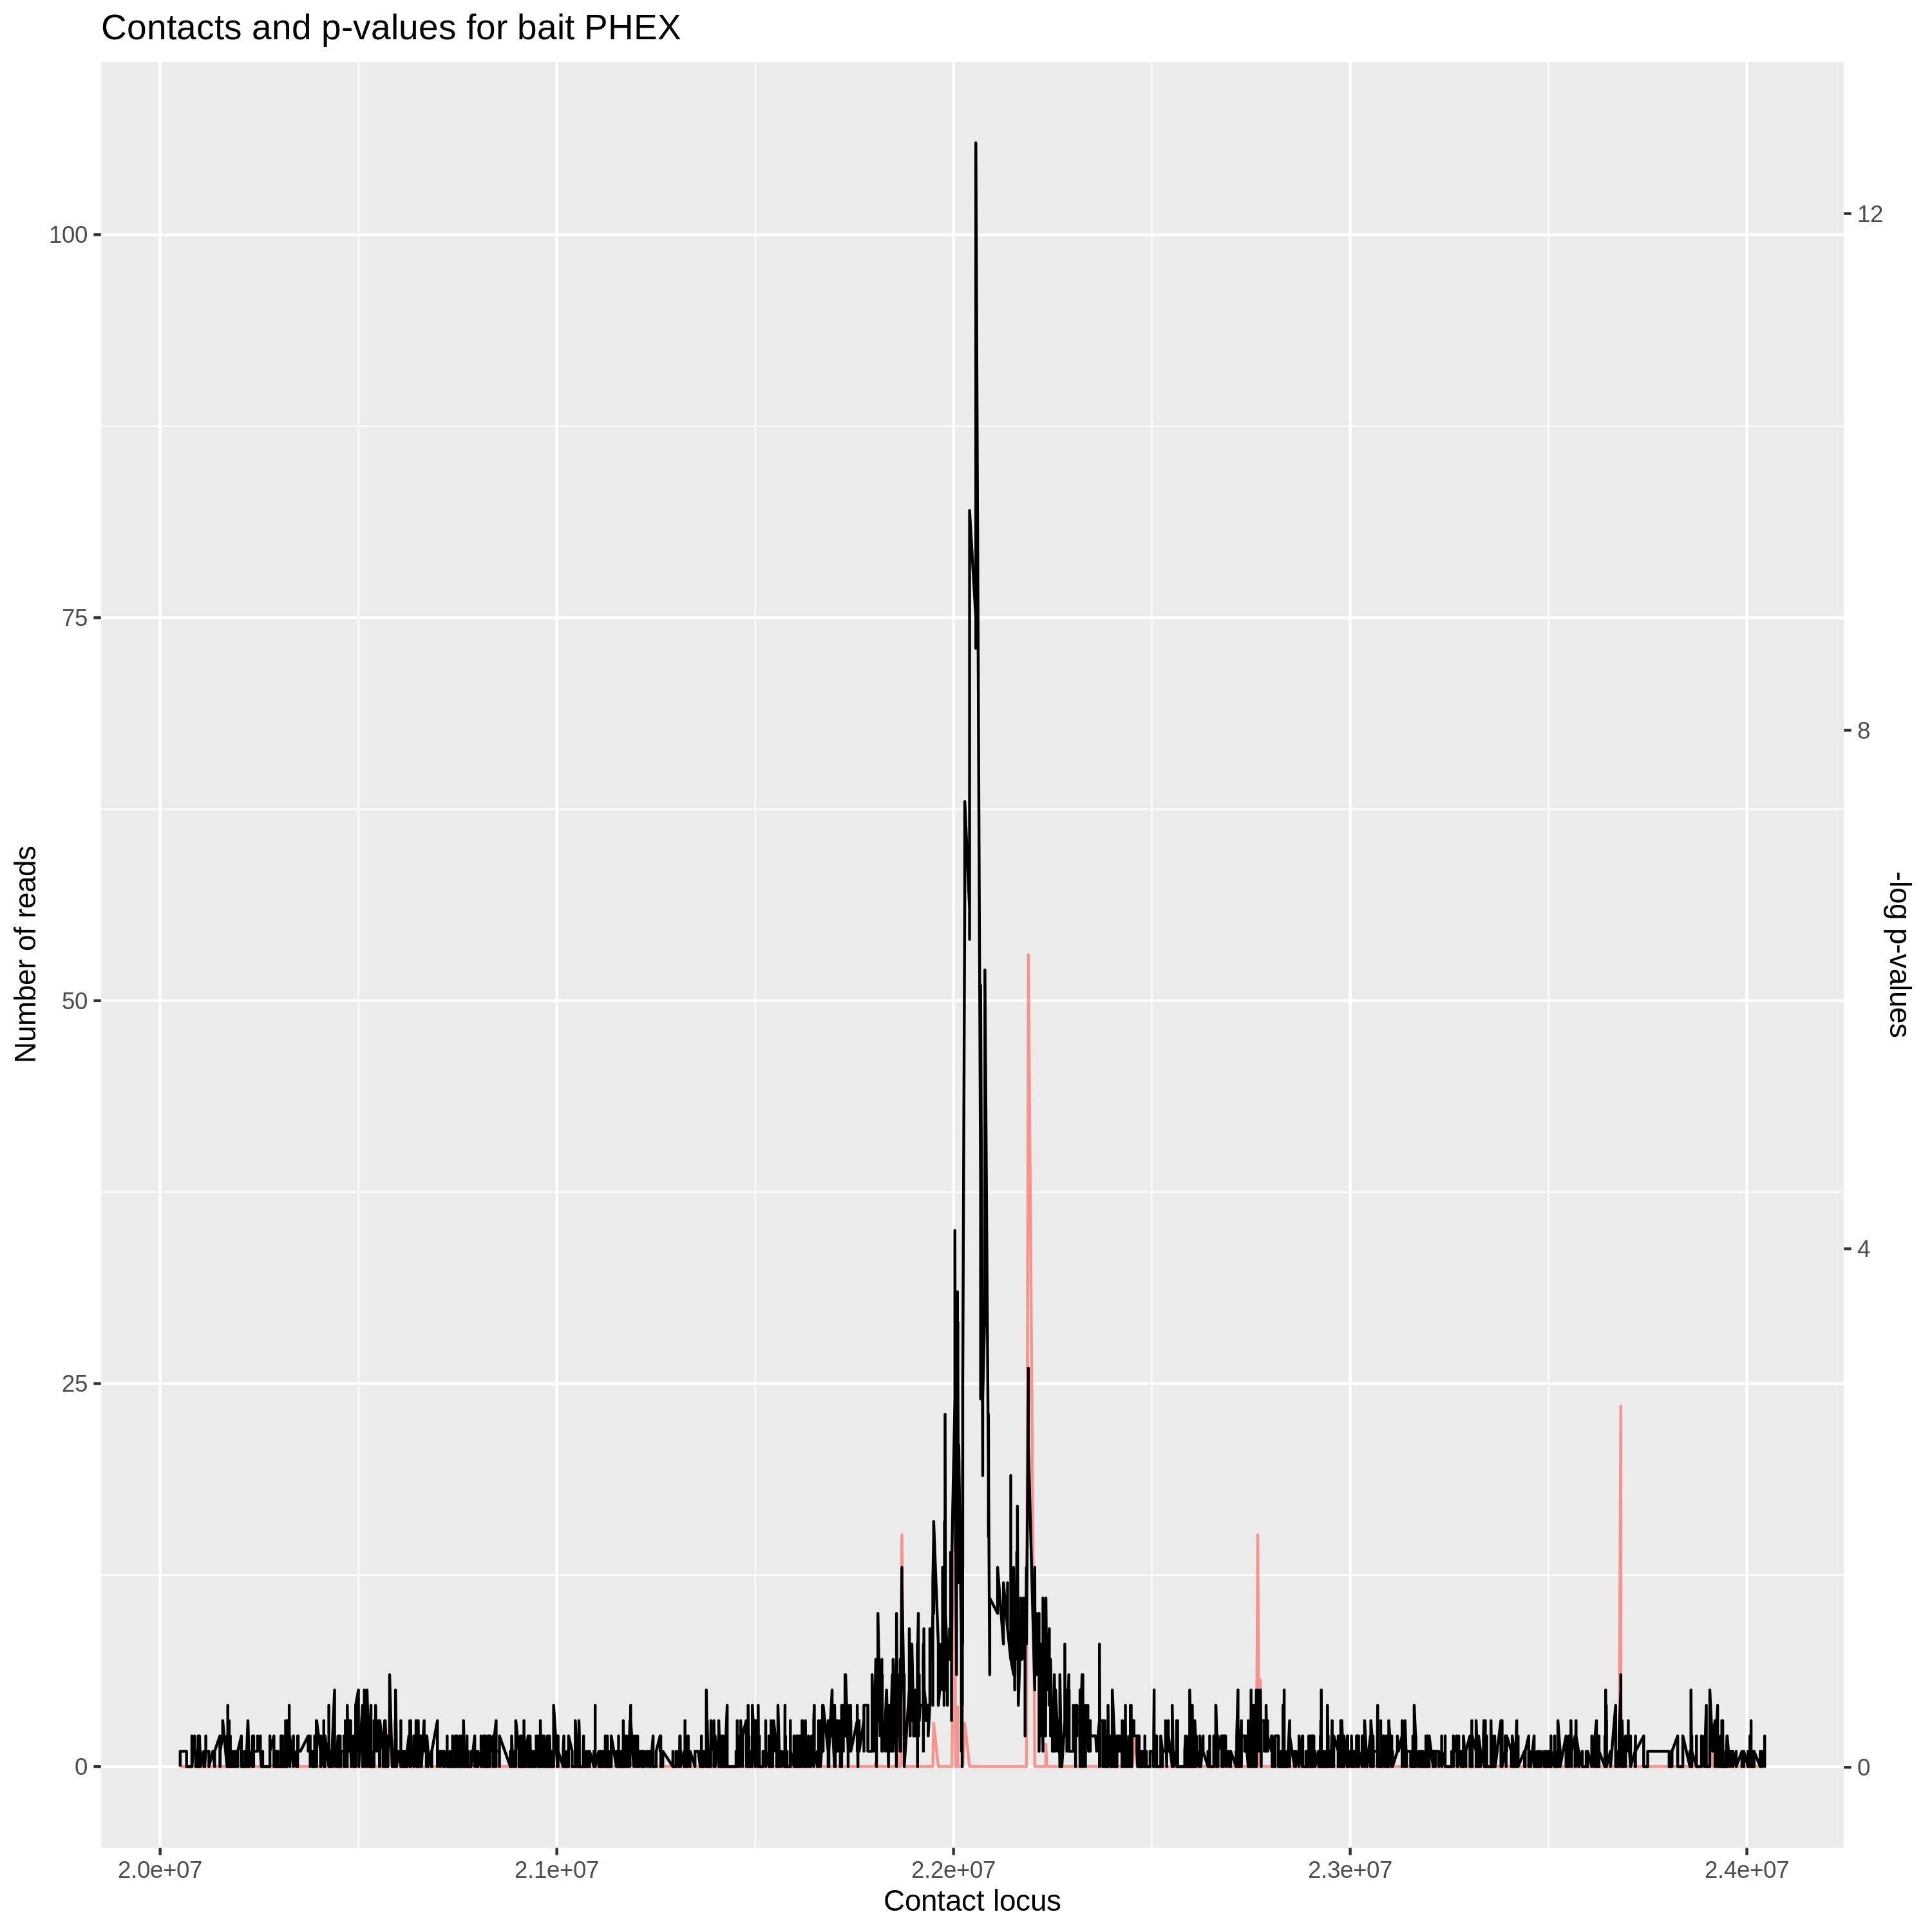 Contacts and p-values for bait PHEX
100
75
50
25
0
Number of reads
12
8
4
0
-log p-values
2.0e+07
2.1e+07
2.2e+07
2.3e+07
2.4e+07
Contact locus